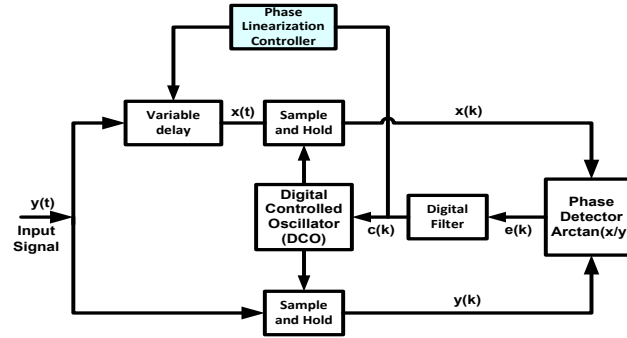 Phase
Linearization
Controller
Variable
delay
x(t)
Sample
and Hold
x(k)
y(t)
Input
Signal
Digital
Controlled
Oscillator
(DCO)
c(k)
Digital
Filter
e(k)
Phase
Detector
Arctan(x/y
Sample
and Hold
y(k)